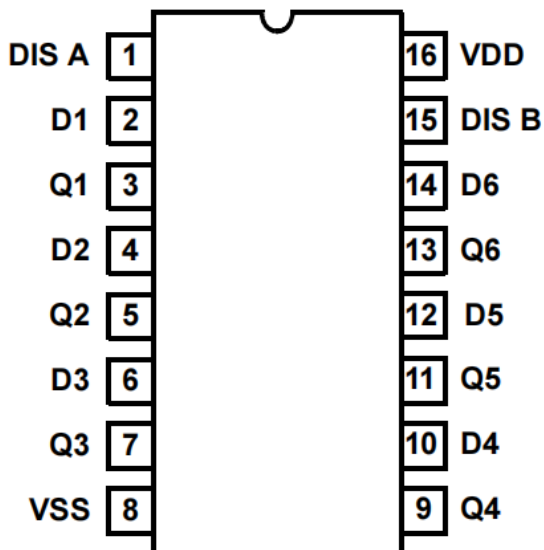 DIS A 1 16 VDD
D1 2 15 DIS B
Q1 3 14 D6
D2 4 13 Q6
Q2 5 12 D5
D3 6 11 Q5
Q3 7 10 D4
VSS 8 9 Q4